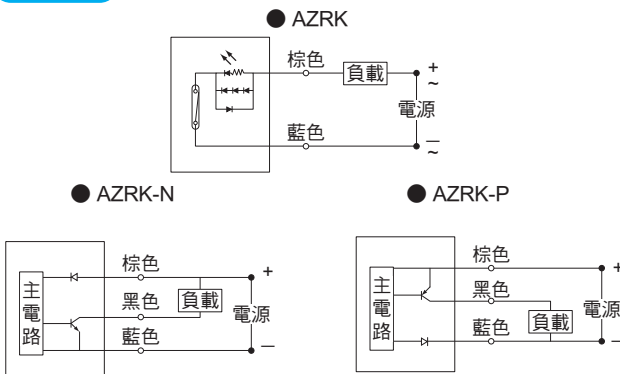 ● AZRK
棕色
負載
+
~
電源
藍色
—
~
● AZRK-N
主電路
棕色
黑色
藍色
負載
+
電源
—
● AZRK-P
主電路
棕色
黑色
藍色
負載
+
電源
—